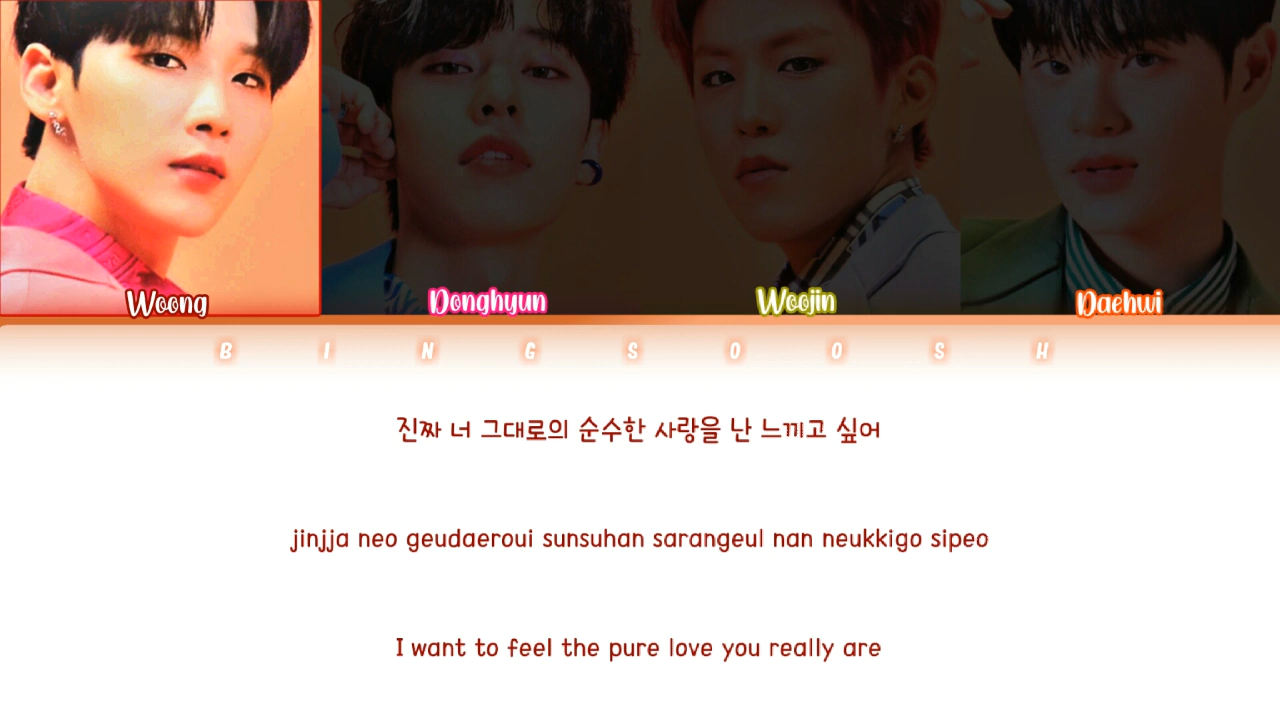 Woong Donghyun Woojin Daehwi
B I N G S O O S H
진짜 너 그대로의 순수한 사랑을 난 느끼고 싶어
jinjja neo geudaeroui sunsuhan sarangeul nan neukkigo sipeo
I want to feel the pure love you really are